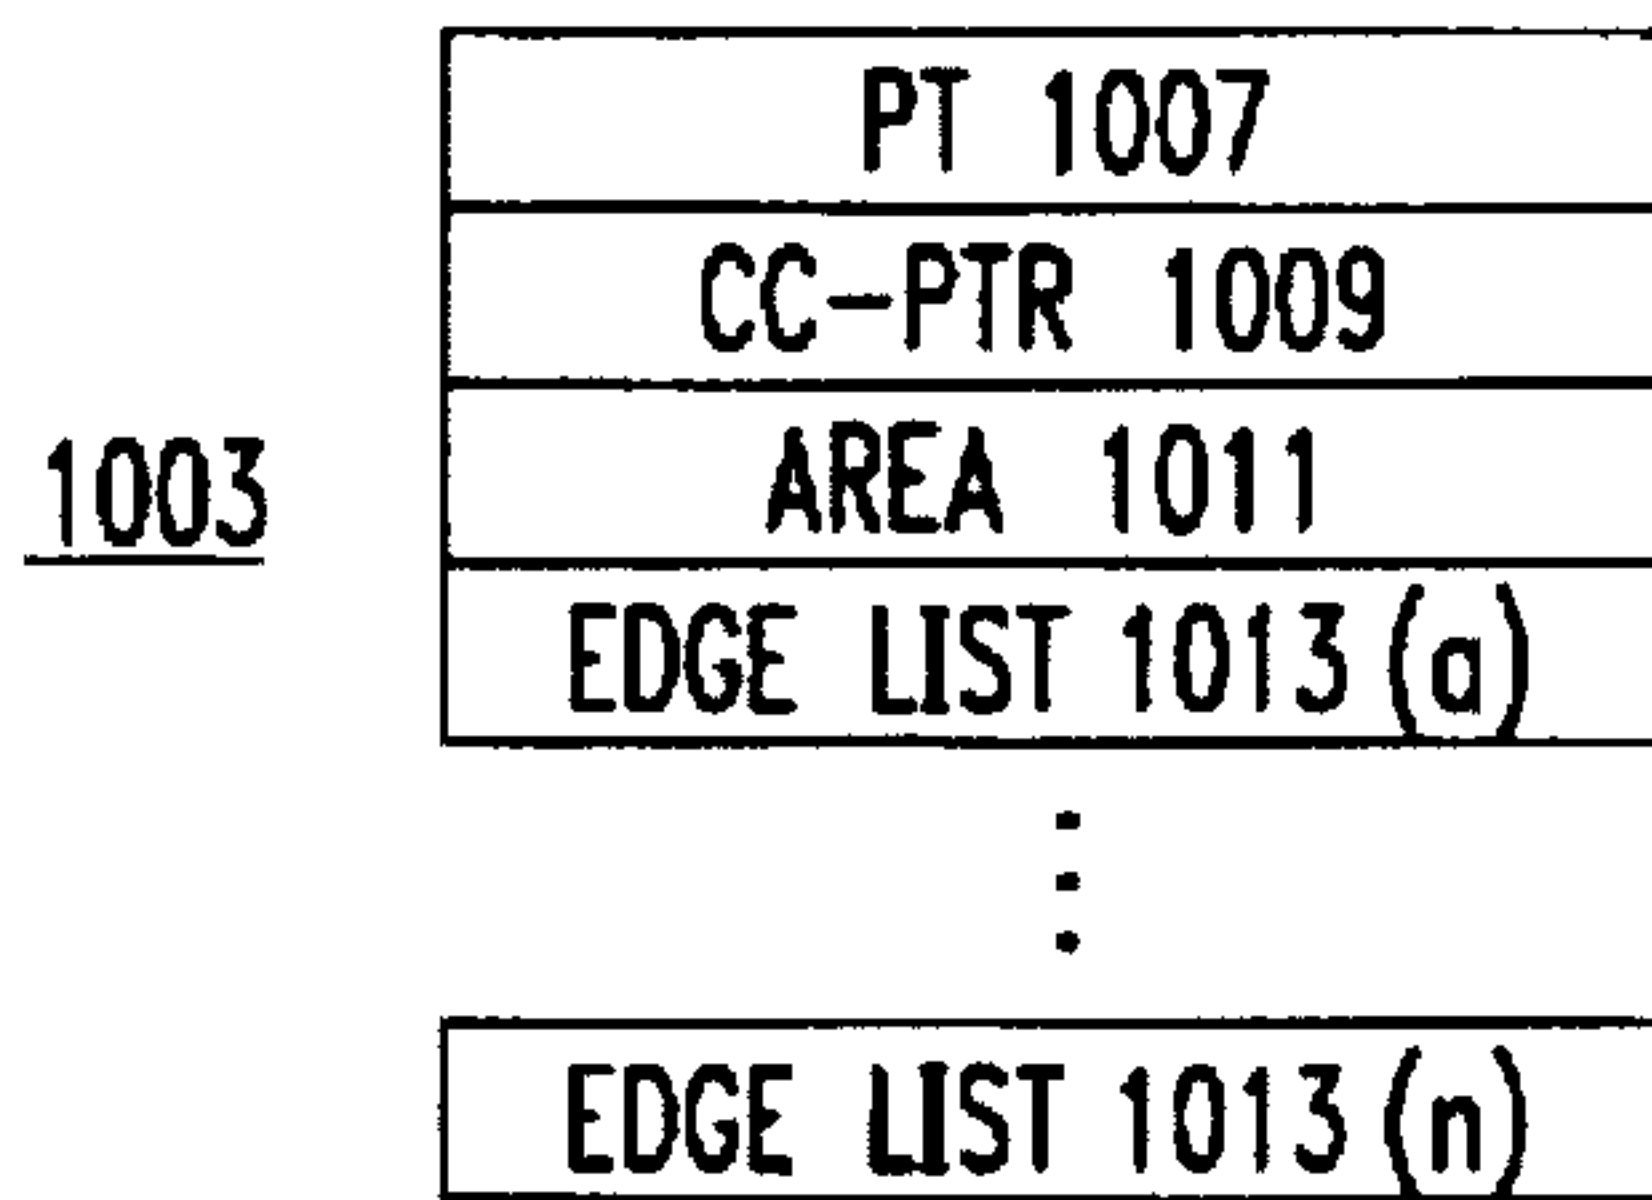 PT 1007
CC-PTR 1009
AREA 1011
1003
EDGE LIST 1013 (a)
EDGE LIST 1013 (n)